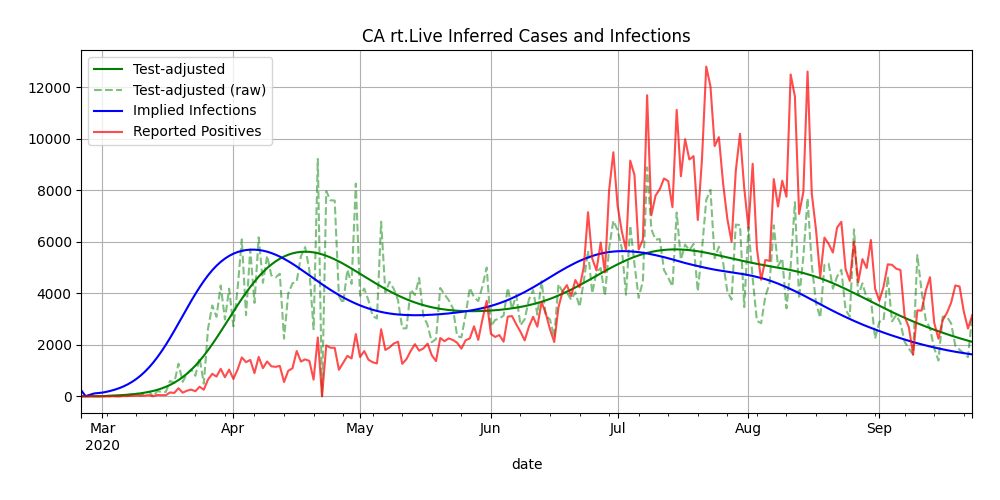 CA rt.Live Inferred Cases and Infections
Test-adjusted
Test-adjusted (raw)
Implied Infections
Reported Positives
12000
10000
8000
6000
4000
2000
0
Mar Apr May Jun Jul Aug Sep
2020
date